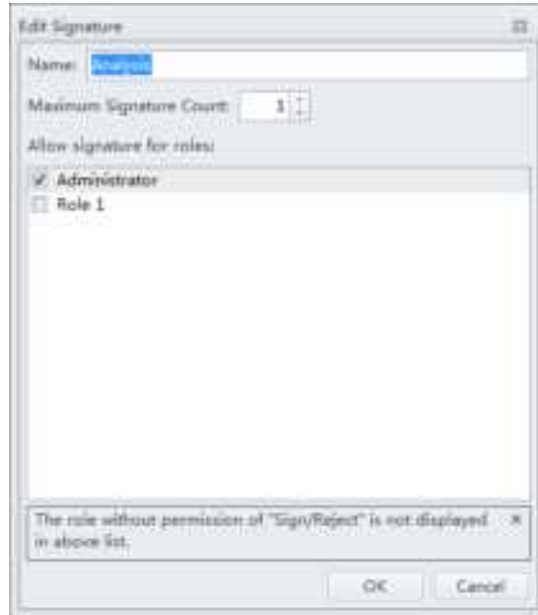 Edit Signature
Name: Analysis
Maximum Signature Count: 1
Allow signature for roles:
Administrator
Role 1
The role without permission of "Sign/Reject" is not displayed
in above list.
OK Cancel